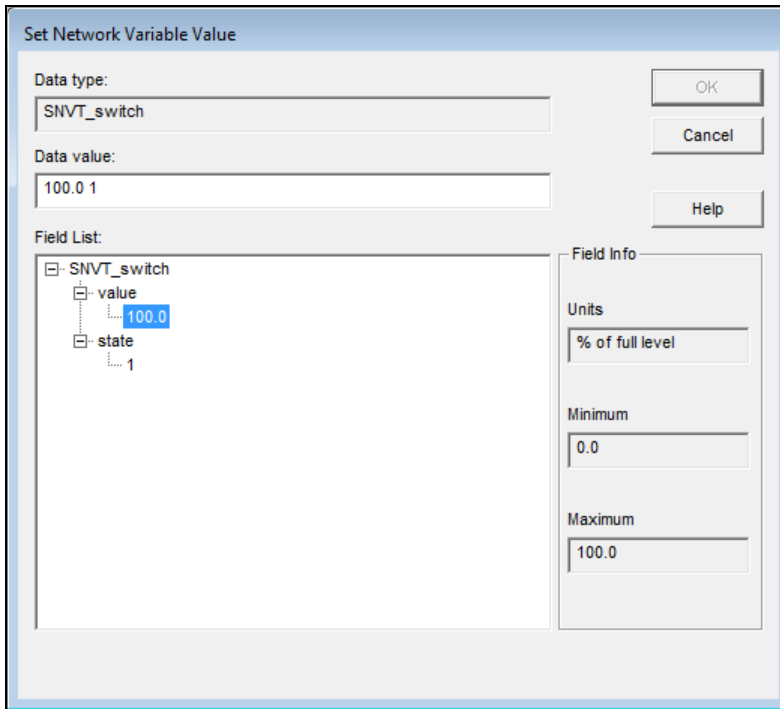 Set Network Variable Value
Data type:
SNVT_switch
OK
Data value:
Cancel
100.0 1
Help
Field List:
Field Info
SNVT_switch
value
100.0
state
1
Units
% of full level
Minimum
0.0
Maximum
100.0